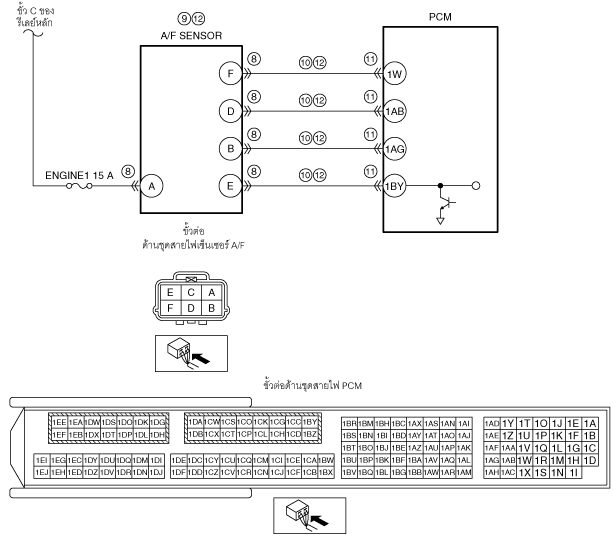 ขั้ว C ของ
รีเลย์หลัก
9 12
A/F SENSOR
PCM
F 8 10 12 11 1W
D 8 10 12 11 1AB
B 8 10 12 11 1AG
ENGINE1 15 A 8 A E 8 10 12 11 1BY
ขั้วต่อ
ด้านชุดสายไฟเซ็นเซอร์ A/F
E C A
F D B
ขั้วต่อด้านชุดสายไฟ PCM
1EE 1EA 1DW 1DS 1DO 1DK 1DG
1EF 1EB 1DX 1DT 1DP 1DL 1DH
1EI 1EG 1EC 1DY 1DU 1DQ 1DM 1DI
1EJ 1EH 1ED 1DZ 1DV 1DR 1DN 1DJ
1DA 1CW 1CS 1CO 1CK 1CG 1CC 1BY
1DB 1CX 1CT 1CP 1CL 1CH 1CD 1BZ
1DE 1DC 1CY 1CU 1CQ 1CM 1CI 1CE 1CA 1BW
1DF 1DD 1CZ 1CV 1CR 1CN 1CJ 1CF 1CB 1BX
1BR 1BM 1BH 1BC 1AX 1AS 1AN 1AI
1BS 1BN 1BI 1BD 1AY 1AT 1AO 1AJ
1BT 1BO 1BJ 1BE 1AZ 1AU 1AP 1AK
1BU 1BP 1BK 1BF 1BA 1AV 1AQ 1AL
1BV 1BQ 1BL 1BG 1BB 1AW 1AR 1AM
1AD 1Y 1T 1O 1J 1E 1A
1AE 1Z 1U 1P 1K 1F 1B
1AF 1AA 1V 1Q 1L 1G 1C
1AG 1AB 1W 1R 1M 1H 1D
1AH 1AC 1X 1S 1N 1I